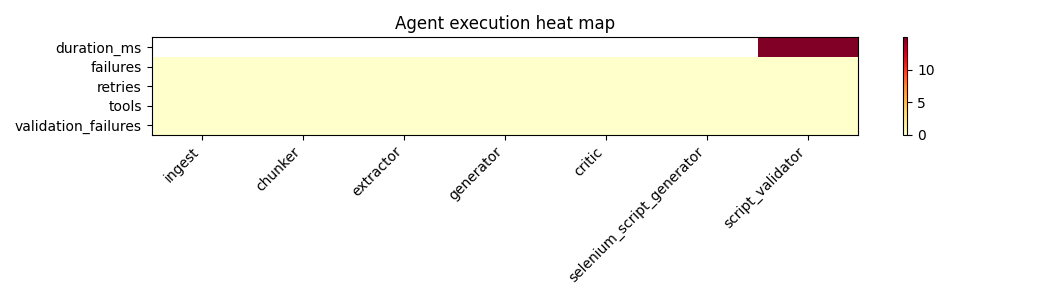 Agent execution heat map
duration_ms
failures
retries
tools
validation_failures
10
5
0
ingest
chunker
extractor
generator
critic
selenium_script_generator
script_validator